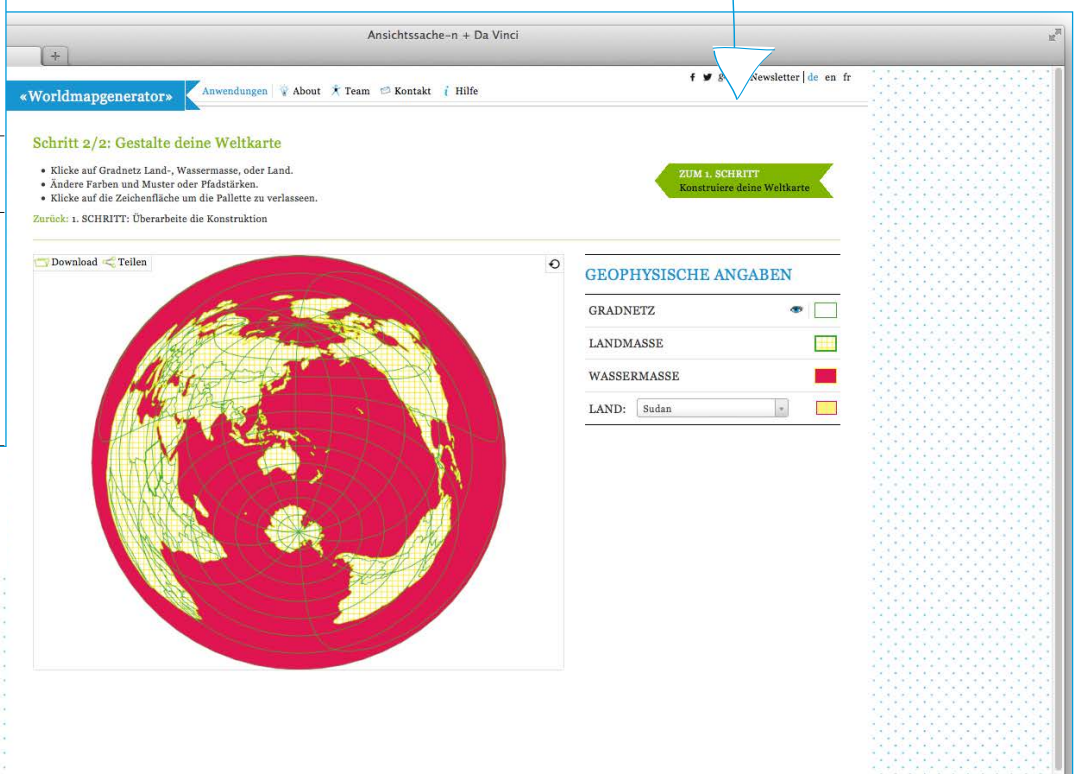 Ansichtssache-n + Da Vinci
Newsletter | de en fr
«Worldmapgenerator»
Anwendungen About Team Kontakt Hilfe
Schritt 2/2: Gestalte deine Weltkarte
• Klicke auf Gradnetz Land-, Wassermasse, oder Land.
• Ändere Farben und Muster oder Pfadstärken.
• Klicke auf die Zeichenfläche um die Pallette zu verlasseen.
Zurück: 1. SCHRITT: Überarbeite die Konstruktion
ZUM 1. SCHRITT
Konstruiere deine Weltkarte
Download Teilen
GEOPHYSISCHE ANGABEN
GRADNETZ
LANDMASSE
WASSERMASSE
LAND: Sudan